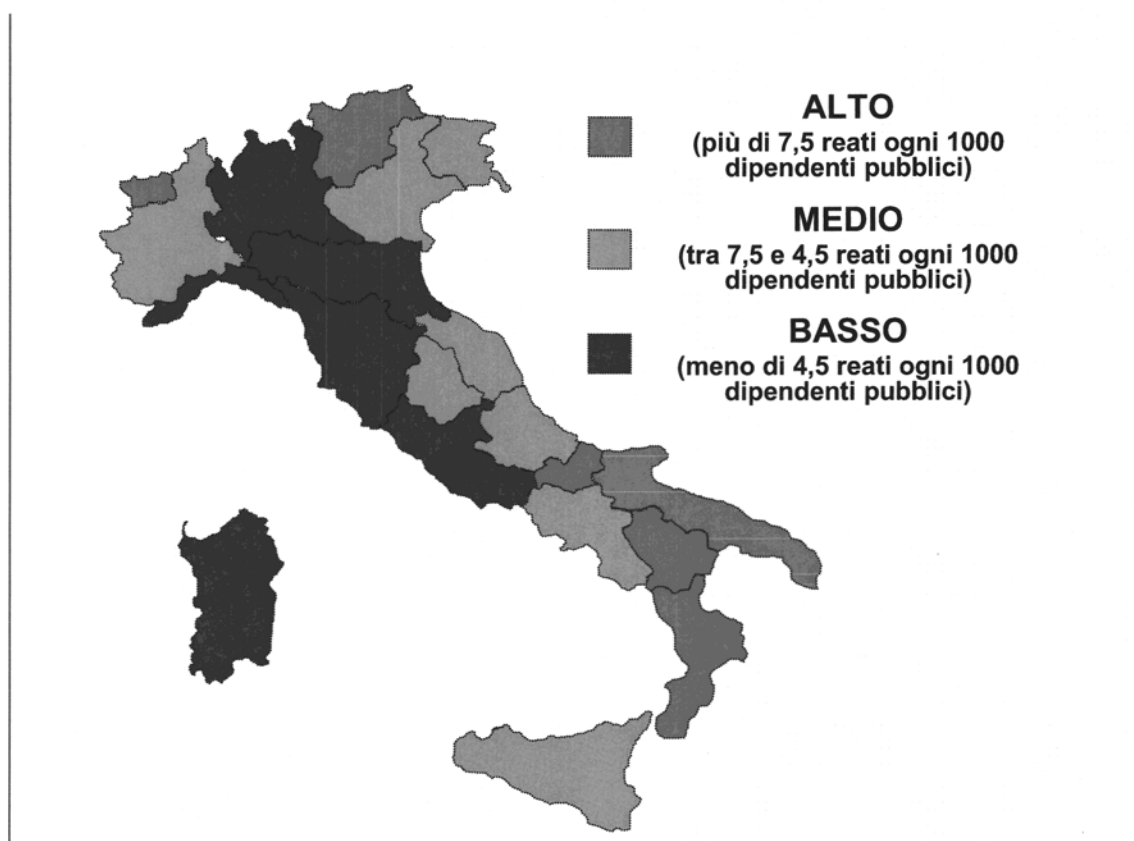 ALTO
(più di 7,5 reati ogni 1000
dipendenti pubblici)
MEDIO
(tra 7,5 e 4,5 reati ogni 1000
dipendenti pubblici)
BASSO
(meno di 4,5 reati ogni 1000
dipendenti pubblici)